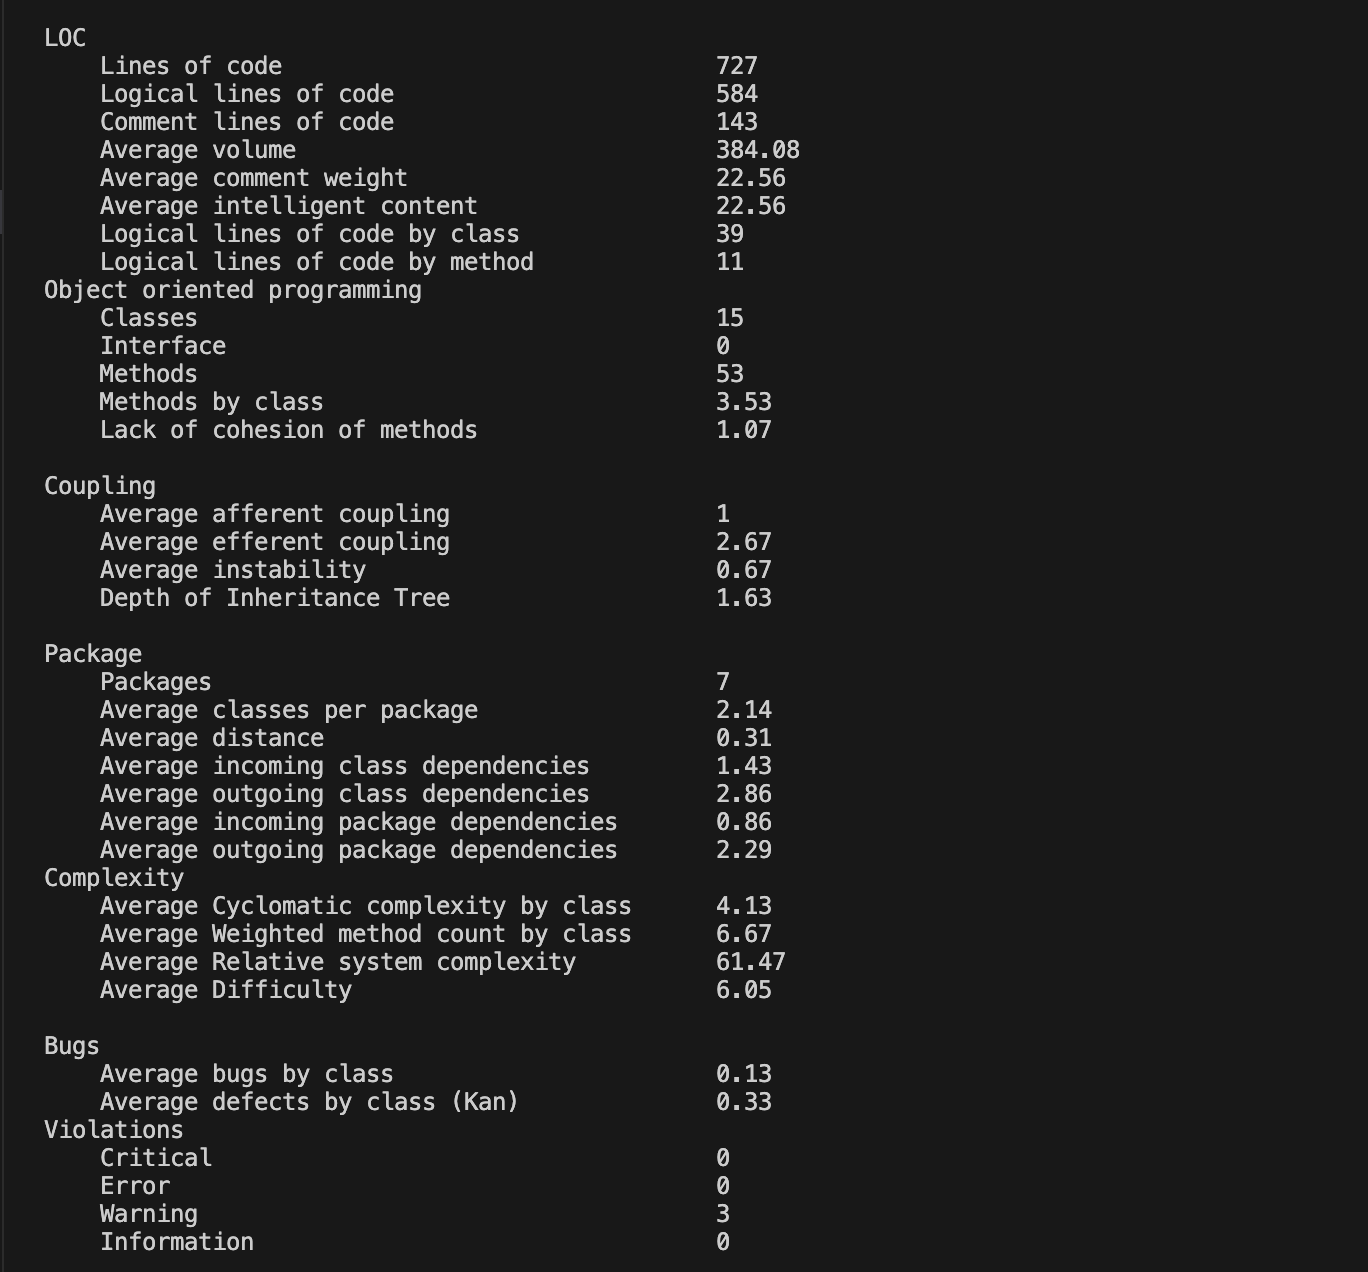 LOC
Lines of code 727
Logical lines of code 584
Comment lines of code 143
Average volume 384.08
Average comment weight 22.56
Average intelligent content 22.56
Logical lines of code by class 39
Logical lines of code by method 11
Object oriented programming
Classes 15
Interface 0
Methods 53
Methods by class 3.53
Lack of cohesion of methods 1.07
Coupling
Average afferent coupling 1
Average efferent coupling 2.67
Average instability 0.67
Depth of Inheritance Tree 1.63
Package
Packages 7
Average classes per package 2.14
Average distance 0.31
Average incoming class dependencies 1.43
Average outgoing class dependencies 2.86
Average incoming package dependencies 0.86
Average outgoing package dependencies 2.29
Complexity
Average Cyclomatic complexity by class 4.13
Average Weighted method count by class 6.67
Average Relative system complexity 61.47
Average Difficulty 6.05
Bugs
Average bugs by class 0.13
Average defects by class (Kan) 0.33
Violations
Critical 0
Error 0
Warning 3
Information 0